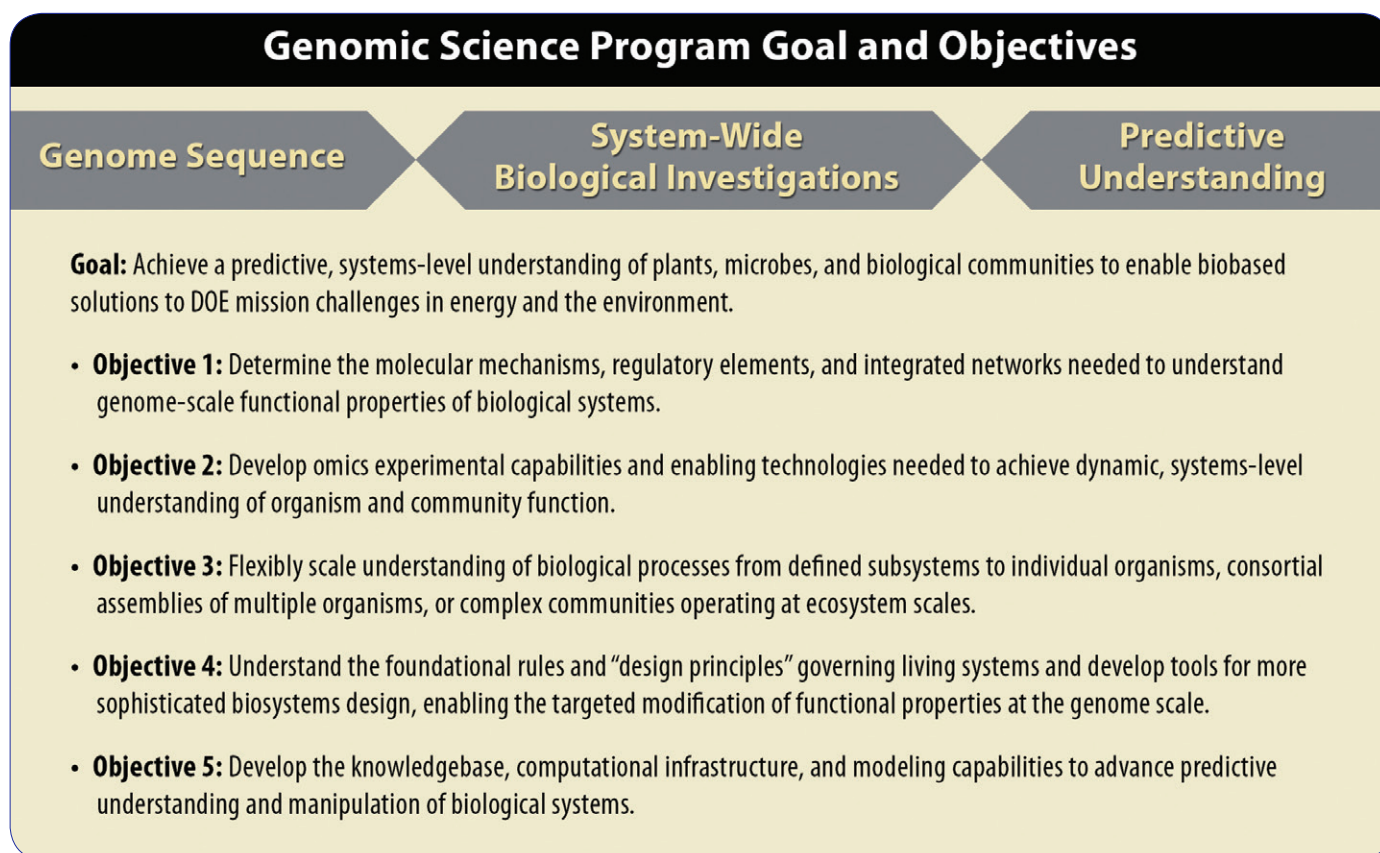 Genomic Science Program Goal and Objectives
Genome Sequence
System-Wide
Biological Investigations
Predictive
Understanding
Goal: Achieve a predictive, systems-level understanding of plants, microbes, and biological communities to enable biobased
solutions to DOE mission challenges in energy and the environment.
• Objective 1: Determine the molecular mechanisms, regulatory elements, and integrated networks needed to understand
genome-scale functional properties of biological systems.
• Objective 2: Develop omics experimental capabilities and enabling technologies needed to achieve dynamic, systems-level
understanding of organism and community function.
• Objective 3: Flexibly scale understanding of biological processes from defined subsystems to individual organisms, consortial
assemblies of multiple organisms, or complex communities operating at ecosystem scales.
• Objective 4: Understand the foundational rules and “design principles” governing living systems and develop tools for more
sophisticated biosystems design, enabling the targeted modification of functional properties at the genome scale.
• Objective 5: Develop the knowledgebase, computational infrastructure, and modeling capabilities to advance predictive
understanding and manipulation of biological systems.